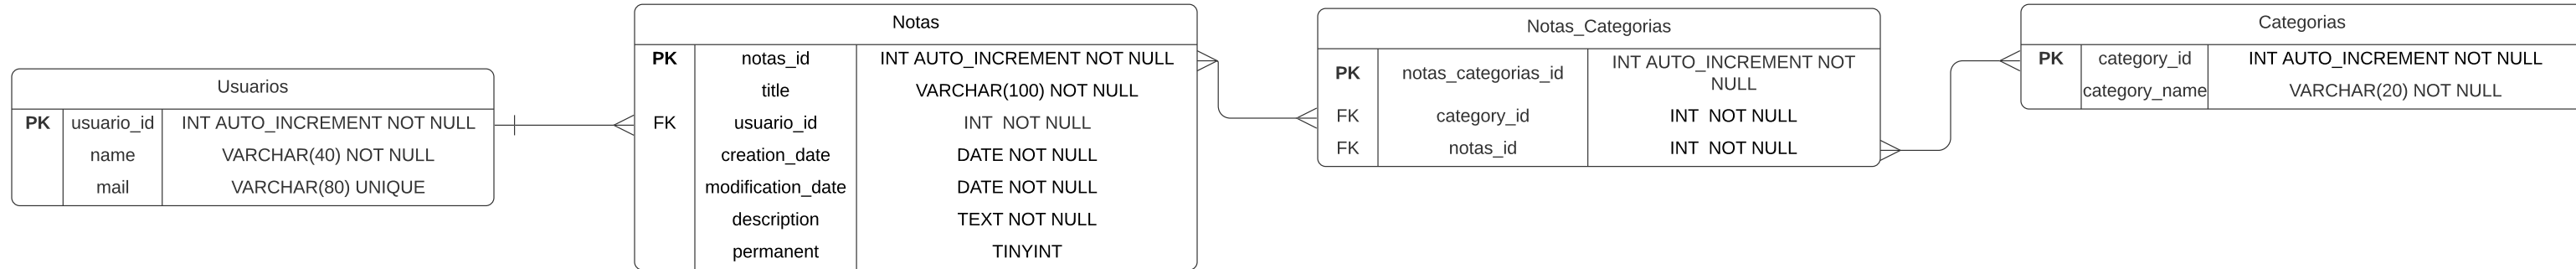 Usuarios
PK usuario_id INT AUTO_INCREMENT NOT NULL
name VARCHAR(40) NOT NULL
mail VARCHAR(80) UNIQUE
Notas
PK notas_id INT AUTO_INCREMENT NOT NULL
title VARCHAR(100) NOT NULL
FK usuario_id INT NOT NULL
creation_date DATE NOT NULL
modification_date DATE NOT NULL
description TEXT NOT NULL
permanent TINYINT
Notas_Categorias
PK notas_categorias_id INT AUTO_INCREMENT NOT
NULL
FK category_id INT NOT NULL
FK notas_id INT NOT NULL
Categorias
PK category_id INT AUTO_INCREMENT NOT NULL
category_name VARCHAR(20) NOT NULL